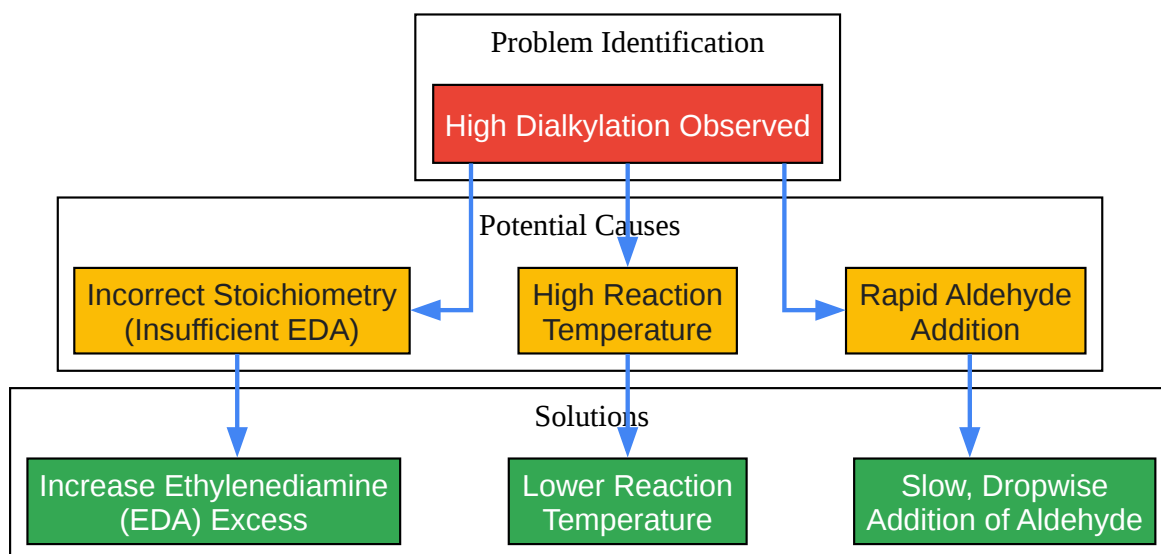 Problem Identification
High Dialkylation Observed
Potential Causes
Incorrect Stoichiometry
(Insufficient EDA)
High Reaction
Temperature
Rapid Aldehyde
Addition
Solutions
Increase Ethylenediamine
(EDA) Excess
Lower Reaction
Temperature
Slow, Dropwise
Addition of Aldehyde